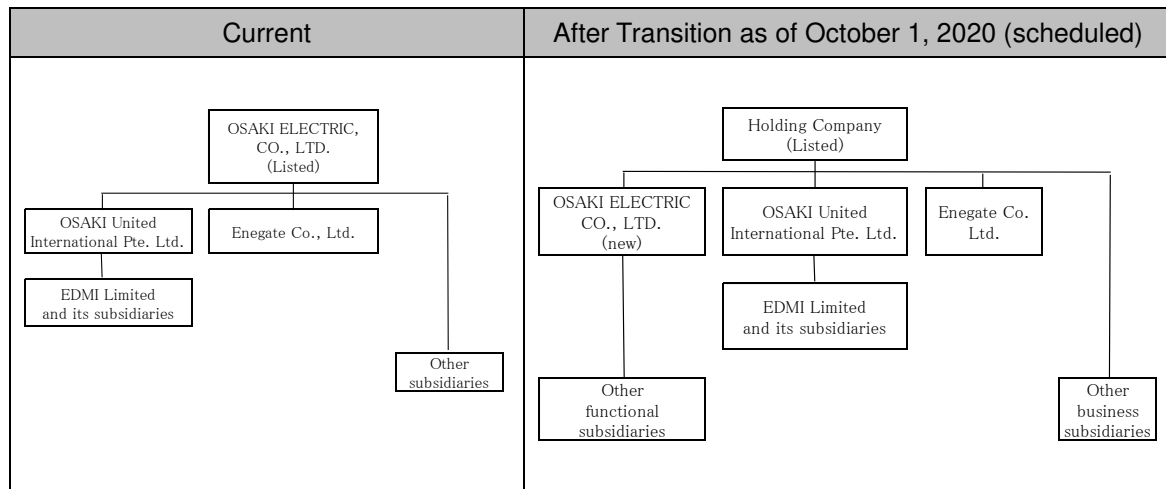 Current
After Transition as of October 1, 2020 (scheduled)
OSAKI ELECTRIC,
CO., LTD.
(Listed)
OSAKI United
International Pte. Ltd.
Enegate Co., Ltd.
EDMI Limited
and its subsidiaries
Other
subsidiaries
Holding Company
(Listed)
OSAKI ELECTRIC
CO., LTD.
(new)
OSAKI United
International Pte. Ltd.
Enegate Co.
Ltd.
EDMI Limited
and its subsidiaries
Other
functional
subsidiaries
Other
business
subsidiaries